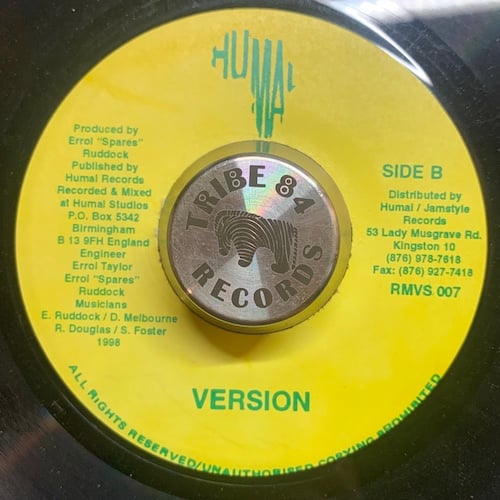 HUMAL
Produced by
Errol "Spares"
Ruddock
Published by
Humal Records
Recorded & Mixed
at Humal Studios
P.O. Box 5342
Birmingham
B 13 9FH England
Engineer
Errol Taylor
Errol "Spares"
Ruddock
Musicians
E. Ruddock / D. Melbourne
R. Douglas / S. Foster
1998
TRIBE 84
RECORDS
SIDE B
Distributed by
Humal / Jamstyle
Records
53 Lady Musgrave Rd.
Kingston 10
(876) 978-7618
Fax: (876) 927-7418
RMVS 007
VERSION
ALL RIGHTS RESERVED/UNAUTHORISED COPYING PROHIBITED